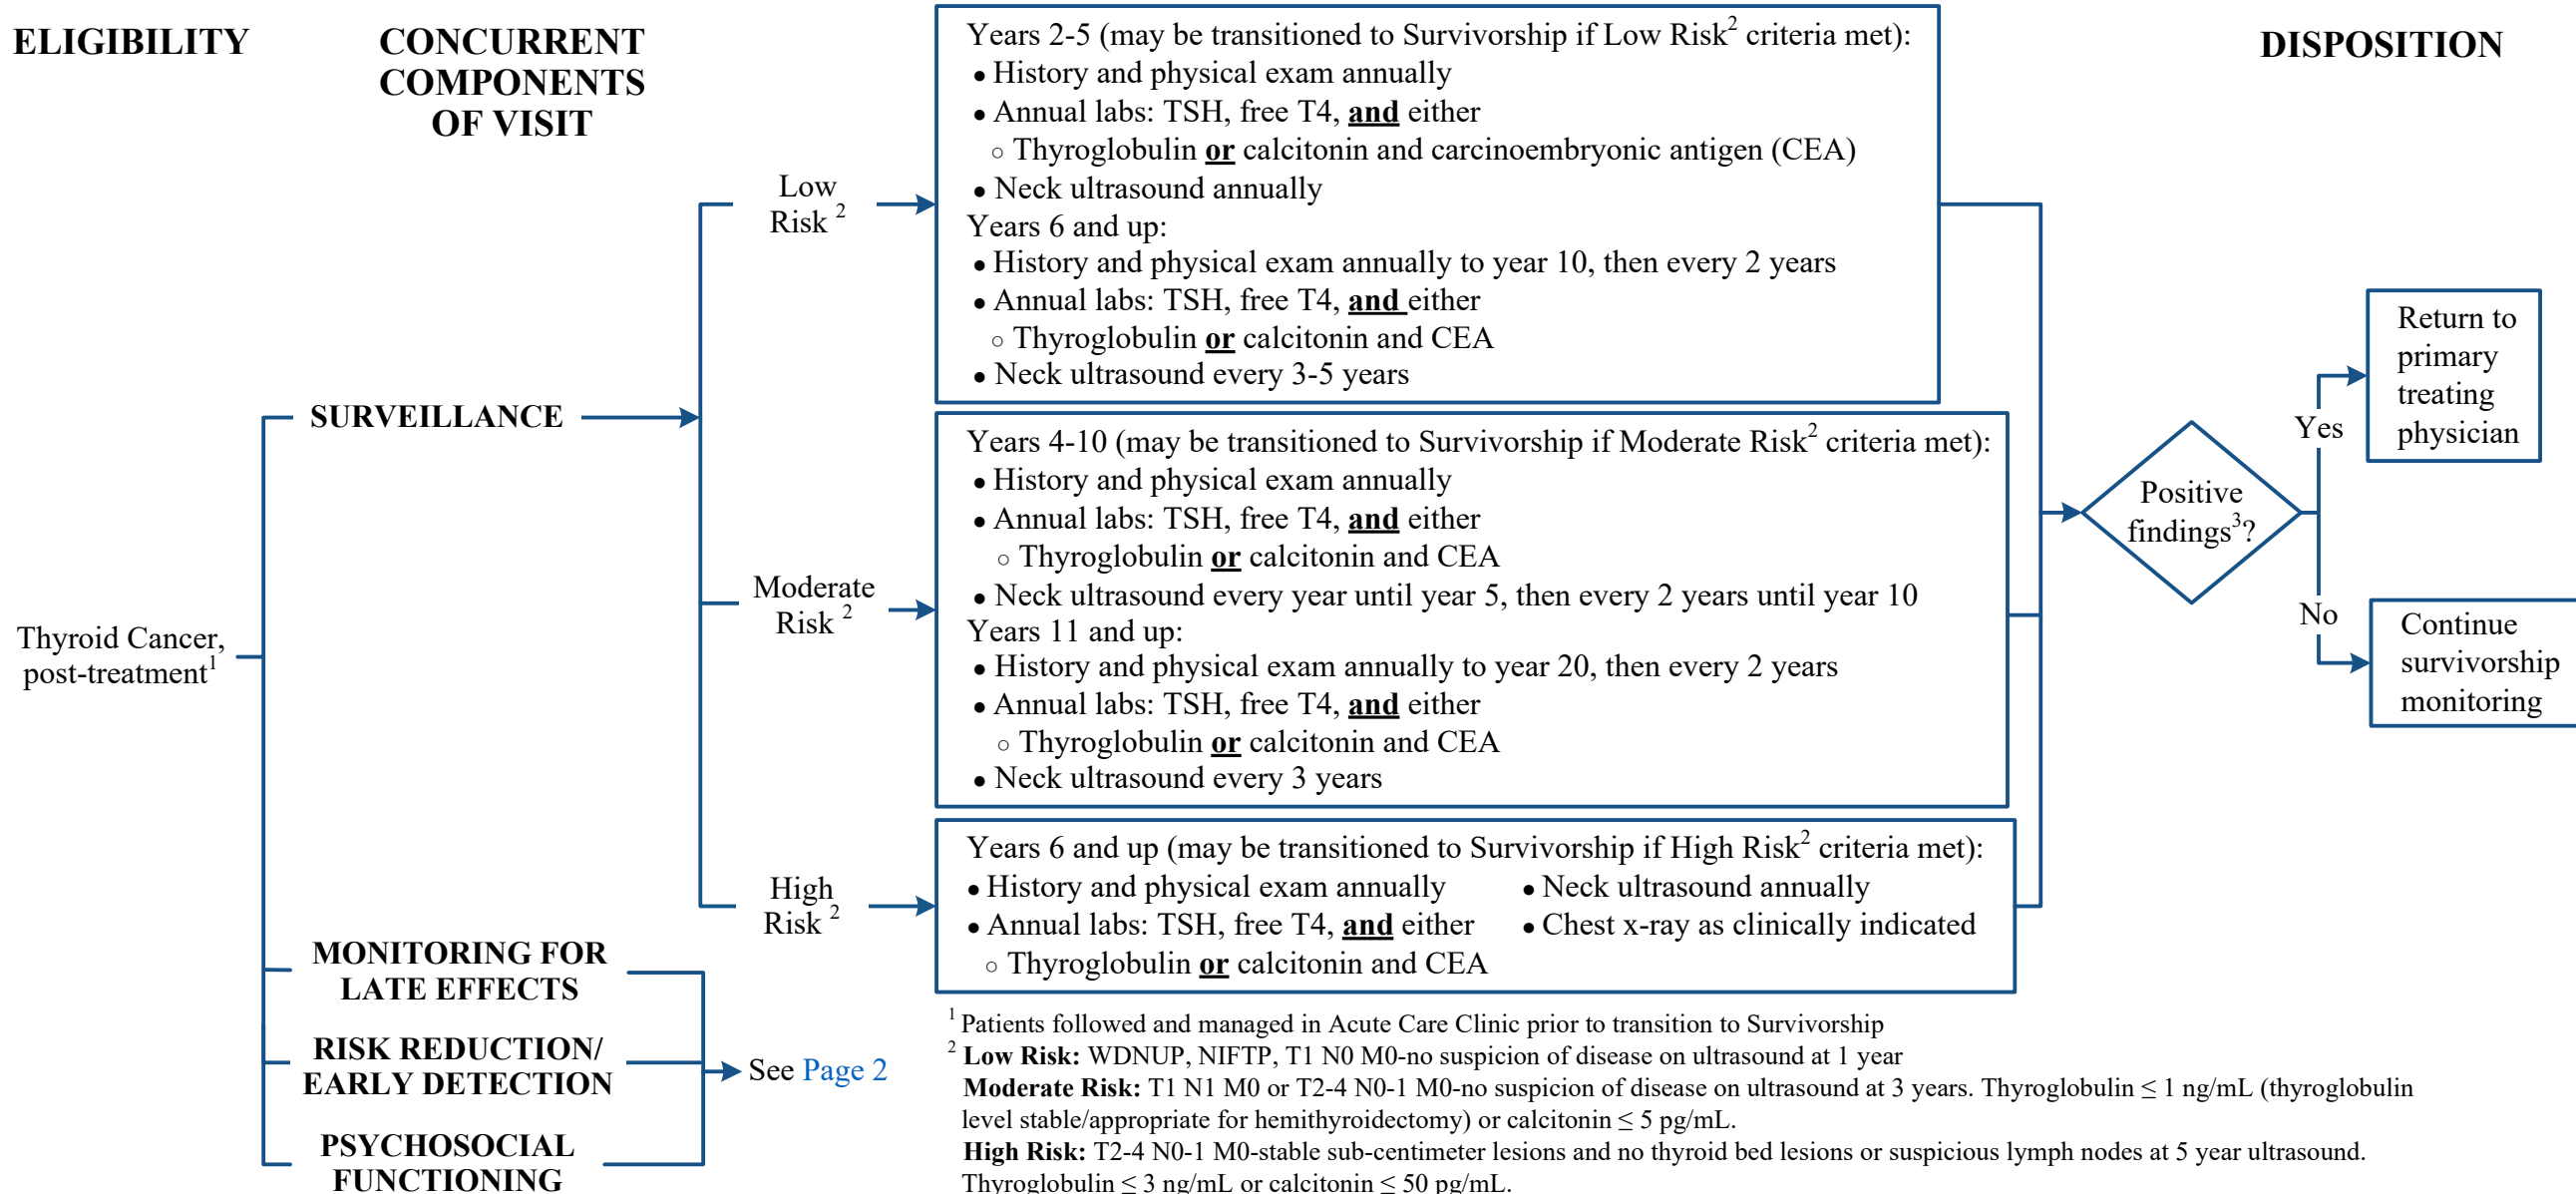 ELIGIBILITY
CONCURRENT
COMPONENTS
OF VISIT
DISPOSITION
Thyroid Cancer,
post-treatment1
SURVEILLANCE
Low
Risk 2
Years 2-5 (may be transitioned to Survivorship if Low Risk2 criteria met):
● History and physical exam annually
● Annual labs: TSH, free T4, and either
○ Thyroglobulin or calcitonin and carcinoembryonic antigen (CEA)
● Neck ultrasound annually
Years 6 and up:
● History and physical exam annually to year 10, then every 2 years
● Annual labs: TSH, free T4, and either
○ Thyroglobulin or calcitonin and CEA
● Neck ultrasound every 3-5 years
Moderate
Risk 2
Years 4-10 (may be transitioned to Survivorship if Moderate Risk2 criteria met):
● History and physical exam annually
● Annual labs: TSH, free T4, and either
○ Thyroglobulin or calcitonin and CEA
● Neck ultrasound every year until year 5, then every 2 years until year 10
Years 11 and up:
● History and physical exam annually to year 20, then every 2 years
● Annual labs: TSH, free T4, and either
○ Thyroglobulin or calcitonin and CEA
● Neck ultrasound every 3 years
High
Risk 2
Years 6 and up (may be transitioned to Survivorship if High Risk2 criteria met):
● History and physical exam annually
● Annual labs: TSH, free T4, and either
○ Thyroglobulin or calcitonin and CEA
● Neck ultrasound annually
● Chest x-ray as clinically indicated
Positive
findings3?
Yes
Return to
primary
treating
physician
No
Continue
survivorship
monitoring
MONITORING FOR
LATE EFFECTS
RISK REDUCTION/
EARLY DETECTION
PSYCHOSOCIAL
FUNCTIONING
See Page 2
1 Patients followed and managed in Acute Care Clinic prior to transition to Survivorship
2 Low Risk: WDNUP, NIFTP, T1 N0 M0-no suspicion of disease on ultrasound at 1 year
Moderate Risk: T1 N1 M0 or T2-4 N0-1 M0-no suspicion of disease on ultrasound at 3 years. Thyroglobulin ≤ 1 ng/mL (thyroglobulin
level stable/appropriate for hemithyroidectomy) or calcitonin ≤ 5 pg/mL.
High Risk: T2-4 N0-1 M0-stable sub-centimeter lesions and no thyroid bed lesions or suspicious lymph nodes at 5 year ultrasound.
Thyroglobulin ≤ 3 ng/mL or calcitonin ≤ 50 pg/mL.